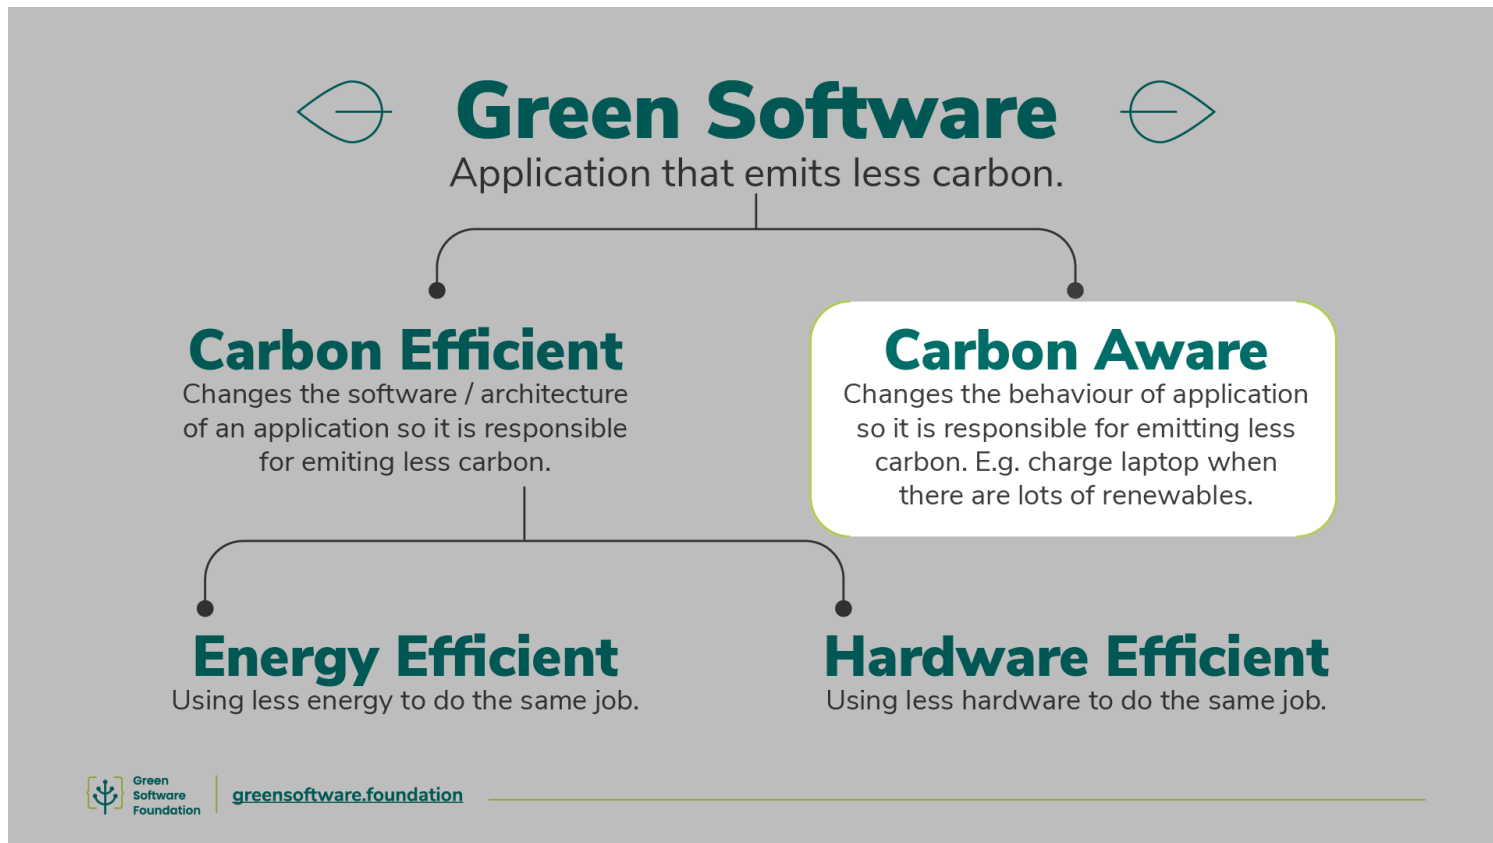 Green Software
Application that emits less carbon.
Carbon Efficient
Changes the software / architecture
of an application so it is responsible
for emiting less carbon.
Carbon Aware
Changes the behaviour of application
so it is responsible for emitting less
carbon. E.g. charge laptop when
there are lots of renewables.
Energy Efficient
Using less energy to do the same job.
Hardware Efficient
Using less hardware to do the same job.
Green
Software
Foundation
greensoftware.foundation